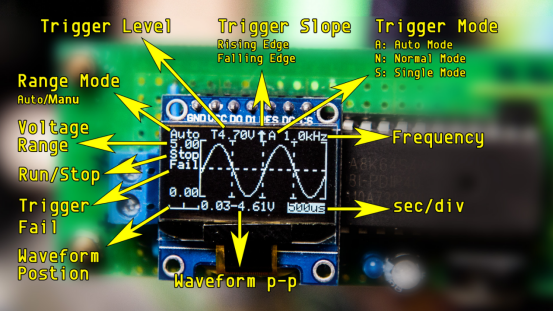 Trigger Level
Trigger Slope
Rising Edge
Falling Edge
Trigger Mode
A: Auto Mode
N: Normal Mode
S: Single Mode
Range Mode
Auto/Manu
Voltage
Range
Run/Stop
Trigger
Fail
Waveform
Postion
GND VCC D0 D1 RES DC CS
Auto T4.70V A 1.0kHz
5.00
Stop
Fail
0.00
0.03-4.61V 500us
Frequency
sec/div
Waveform p-p